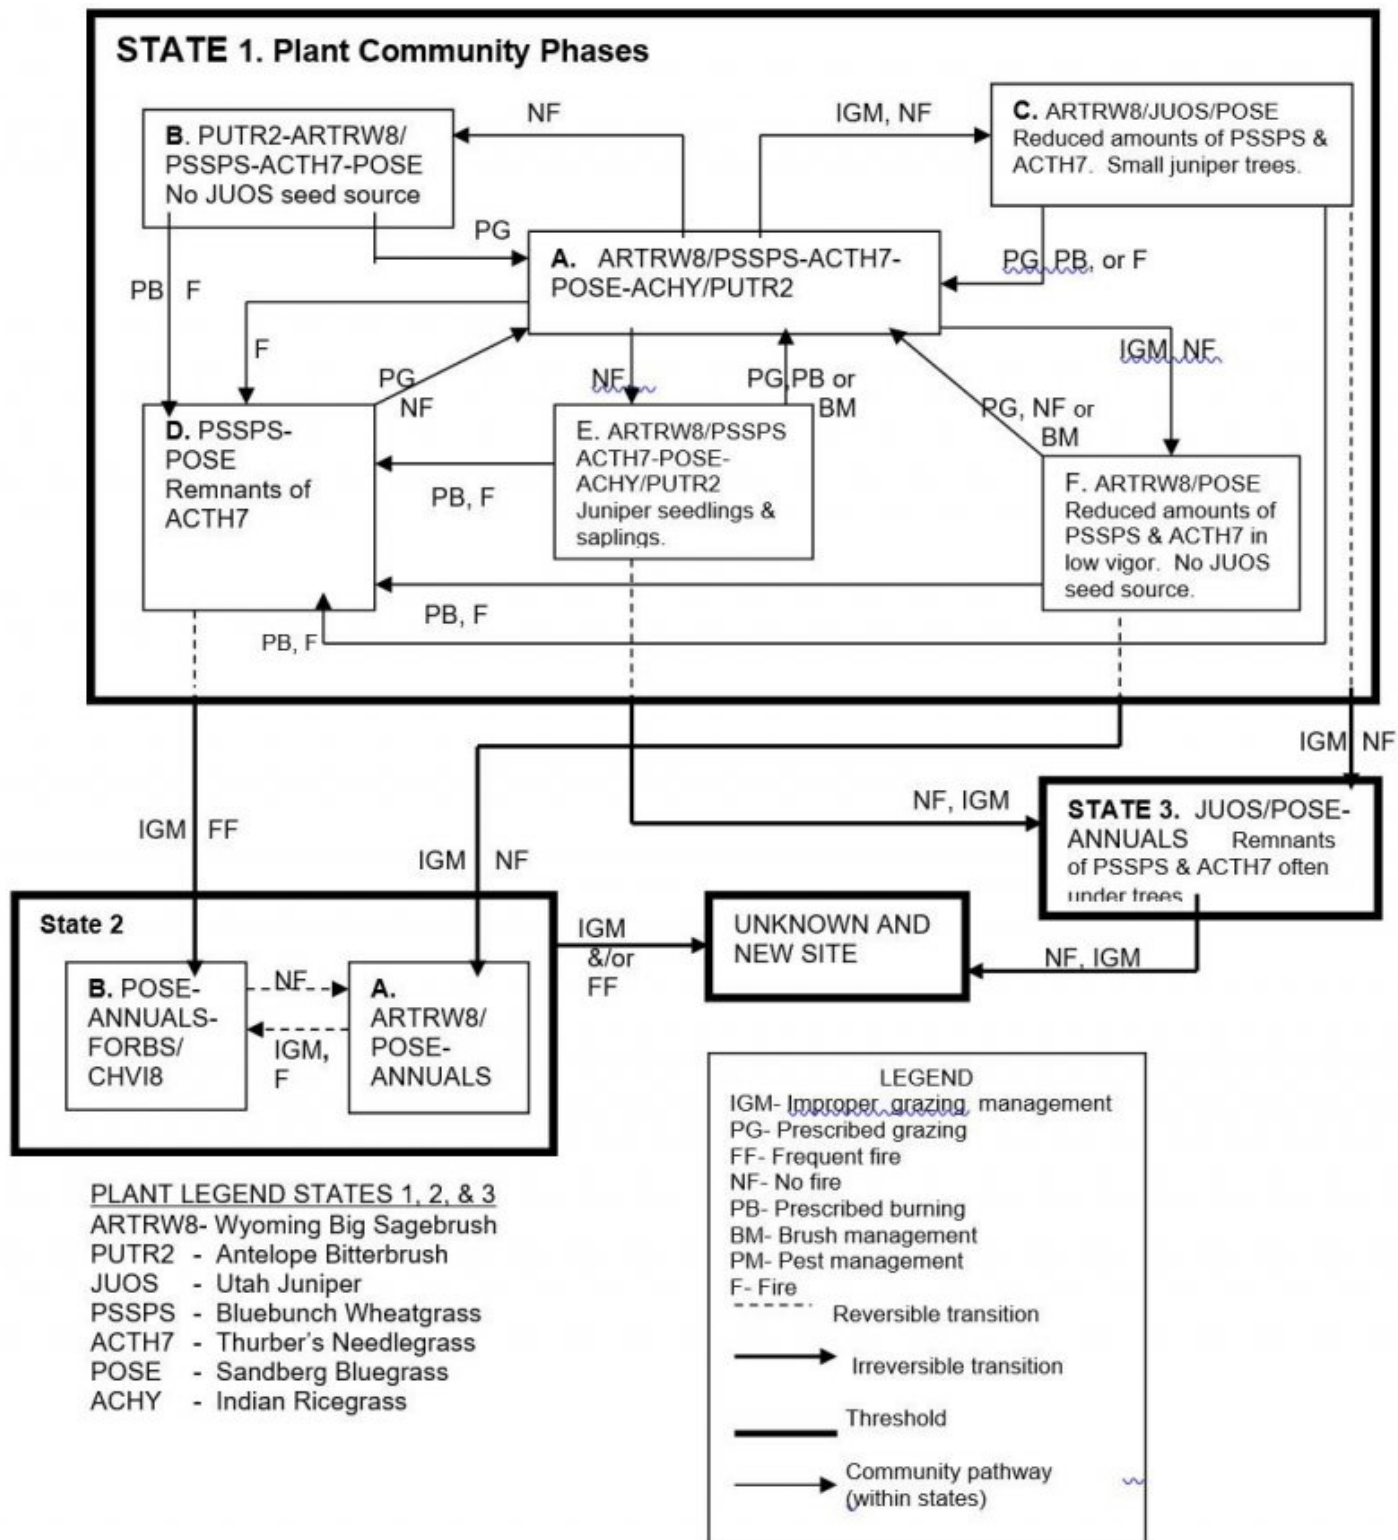 STATE 1. Plant Community Phases
B. PUTR2-ARTRW8/
PSSPS-ACTH7-POSE
No JUOS seed source
NF
IGM, NF
C. ARTRW8/JUOS/POSE
Reduced amounts of PSSPS &
ACTH7. Small juniper trees.
PG
A. ARTRW8/PSSPS-ACTH7-
POSE-ACHY/PUTR2
PG, PB, or F
PB F
F
PG
NF
NF
PG,PB or
BM
IGM, NF
PG, NF or
BM
D. PSSPS-
POSE
Remnants of
ACTH7
E. ARTRW8/PSSPS
ACTH7-POSE-
ACHY/PUTR2
Juniper seedlings &
saplings.
F. ARTRW8/POSE
Reduced amounts of
PSSPS & ACTH7 in
low vigor. No JUOS
seed source.
PB, F
PB, F
PB, F
IGM NF
NF, IGM
STATE 3. JUOS/POSE-
ANNUALS Remnants
of PSSPS & ACTH7 often
under trees
IGM FF
IGM NF
State 2
B. POSE-
ANNUALS-
FORBS/
CHVI8
NF
IGM,
F
A.
ARTRW8/
POSE-
ANNUALS
IGM
&/or
FF
UNKNOWN AND
NEW SITE
NF, IGM
PLANT LEGEND STATES 1, 2, & 3
ARTRW8- Wyoming Big Sagebrush
PUTR2 - Antelope Bitterbrush
JUOS - Utah Juniper
PSSPS - Bluebunch Wheatgrass
ACTH7 - Thurber's Needlegrass
POSE - Sandberg Bluegrass
ACHY - Indian Ricegrass
LEGEND
IGM- Improper grazing management
PG- Prescribed grazing
FF- Frequent fire
NF- No fire
PB- Prescribed burning
BM- Brush management
PM- Pest management
F- Fire
Reversible transition
Irreversible transition
Threshold
Community pathway
(within states)